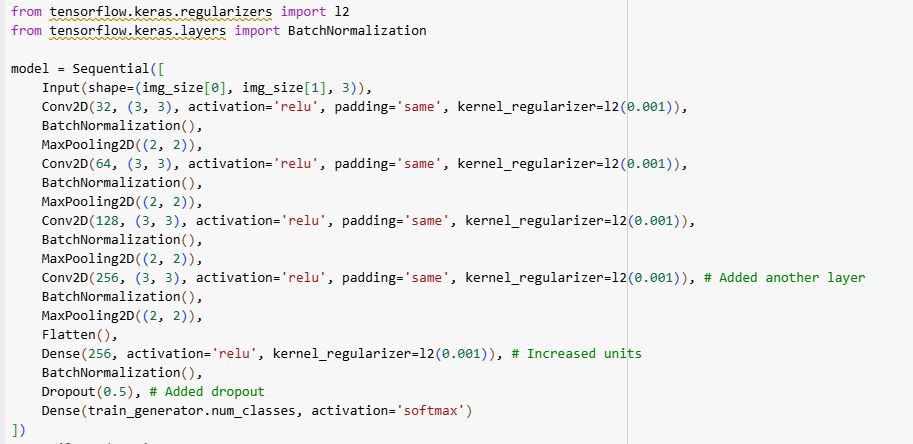 from tensorflow.keras.regularizers import l2
from tensorflow.keras.layers import BatchNormalization

model = Sequential([
    Input(shape=(img_size[0], img_size[1], 3)),
    Conv2D(32, (3, 3), activation='relu', padding='same', kernel_regularizer=l2(0.001)),
    BatchNormalization(),
    MaxPooling2D((2, 2)),
    Conv2D(64, (3, 3), activation='relu', padding='same', kernel_regularizer=l2(0.001)),
    BatchNormalization(),
    MaxPooling2D((2, 2)),
    Conv2D(128, (3, 3), activation='relu', padding='same', kernel_regularizer=l2(0.001)),
    BatchNormalization(),
    MaxPooling2D((2, 2)),
    Conv2D(256, (3, 3), activation='relu', padding='same', kernel_regularizer=l2(0.001)), # Added another layer
    BatchNormalization(),
    MaxPooling2D((2, 2)),
    Flatten(),
    Dense(256, activation='relu', kernel_regularizer=l2(0.001)), # Increased units
    BatchNormalization(),
    Dropout(0.5), # Added dropout
    Dense(train_generator.num_classes, activation='softmax')
])